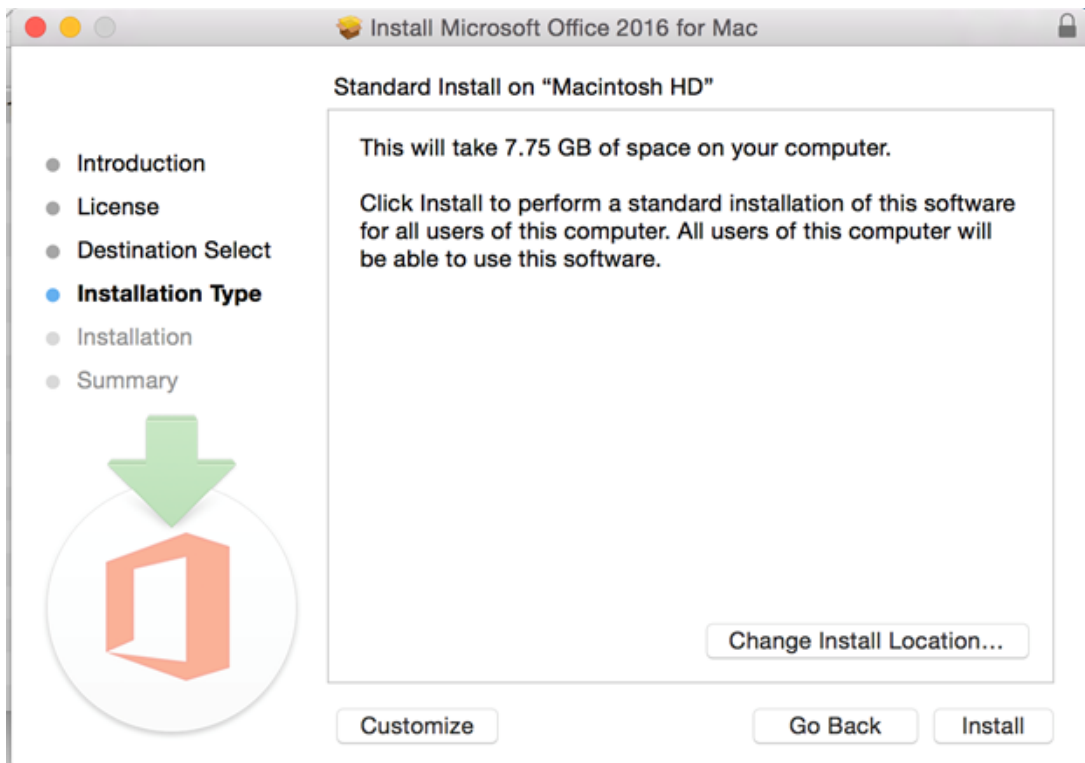 Install Microsoft Office 2016 for Mac
Standard Install on “Macintosh HD”
Introduction
License
Destination Select
Installation Type
Installation
Summary
This will take 7.75 GB of space on your computer.
Click Install to perform a standard installation of this software
for all users of this computer. All users of this computer will
be able to use this software.
Change Install Location...
Customize
Go Back
Install